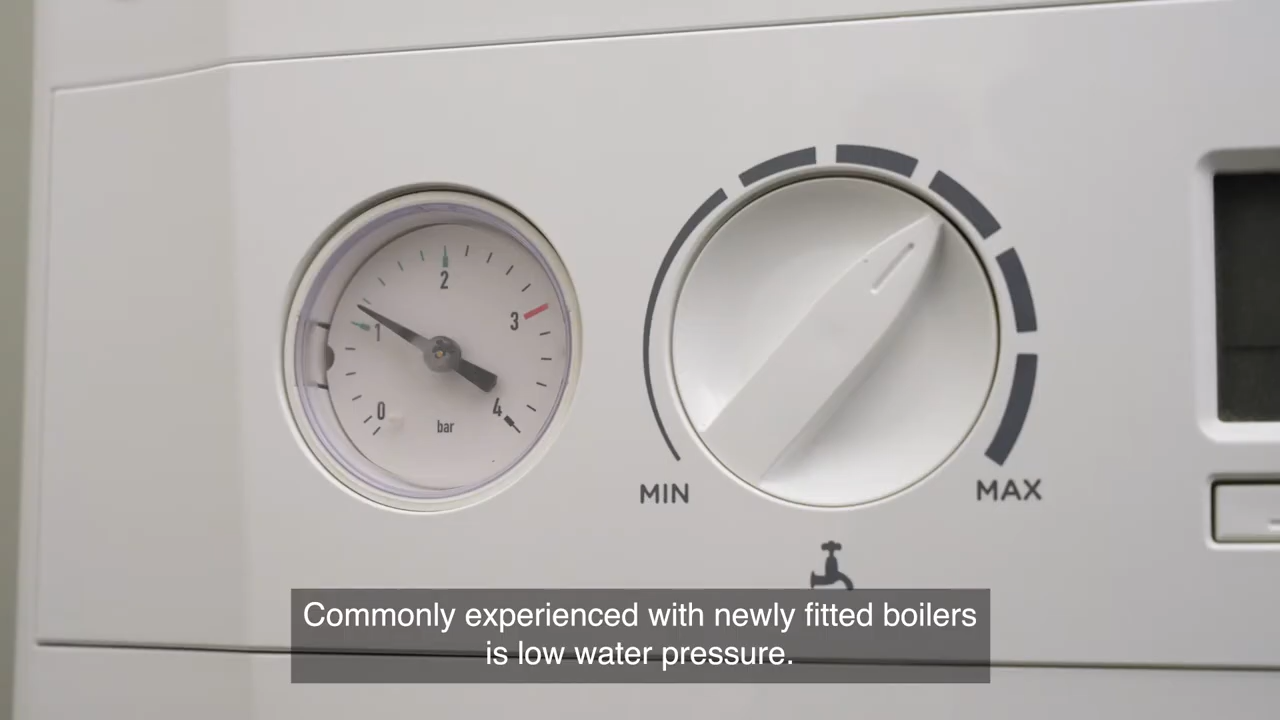 2
1
3
0
4
bar
MIN
MAX
Commonly experienced with newly fitted boilers
is low water pressure.